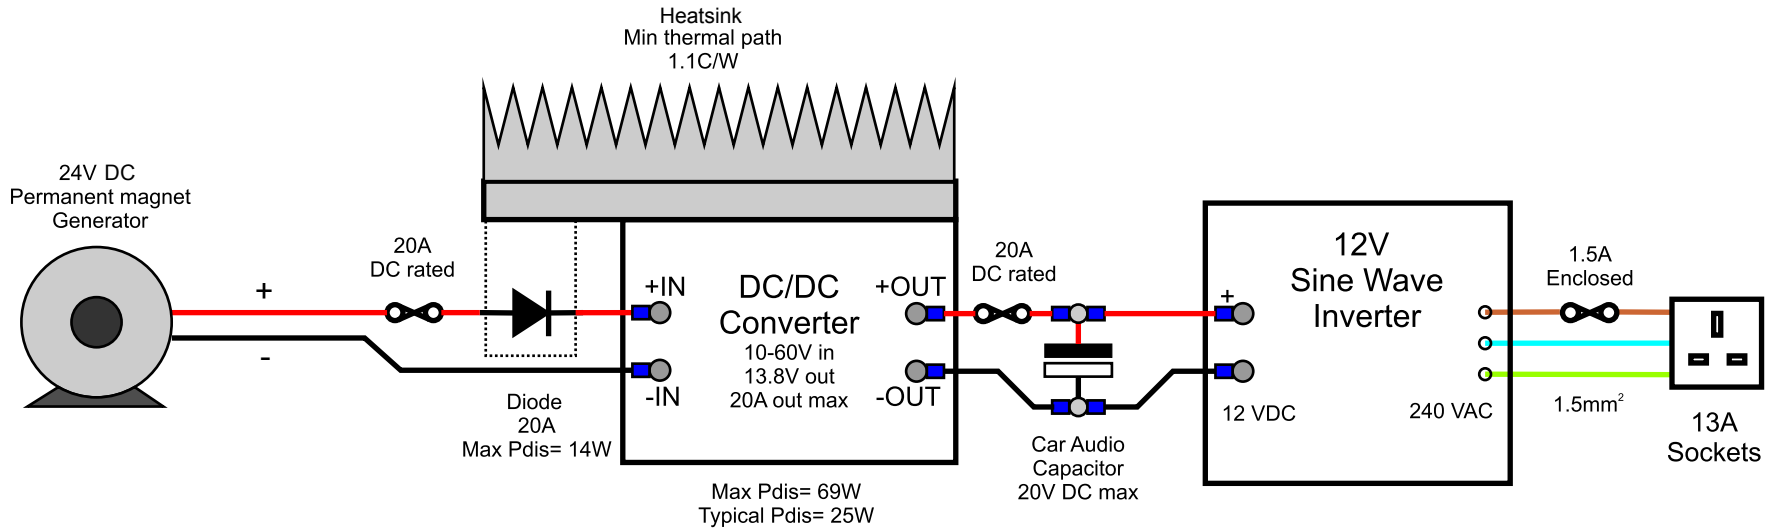 Heatsink
Min thermal path
1.1C/W
24V DC
Permanent magnet
Generator
+
-
20A
DC rated
Diode
20A
Max Pdis= 14W
+IN
-IN
DC/DC
Converter
10-60V in
13.8V out
20A out max
+OUT
-OUT
Max Pdis= 69W
Typical Pdis= 25W
20A
DC rated
Car Audio
Capacitor
20V DC max
12V
Sine Wave
Inverter
+
12 VDC
240 VAC
1.5A
Enclosed
1.5mm²
13A
Sockets